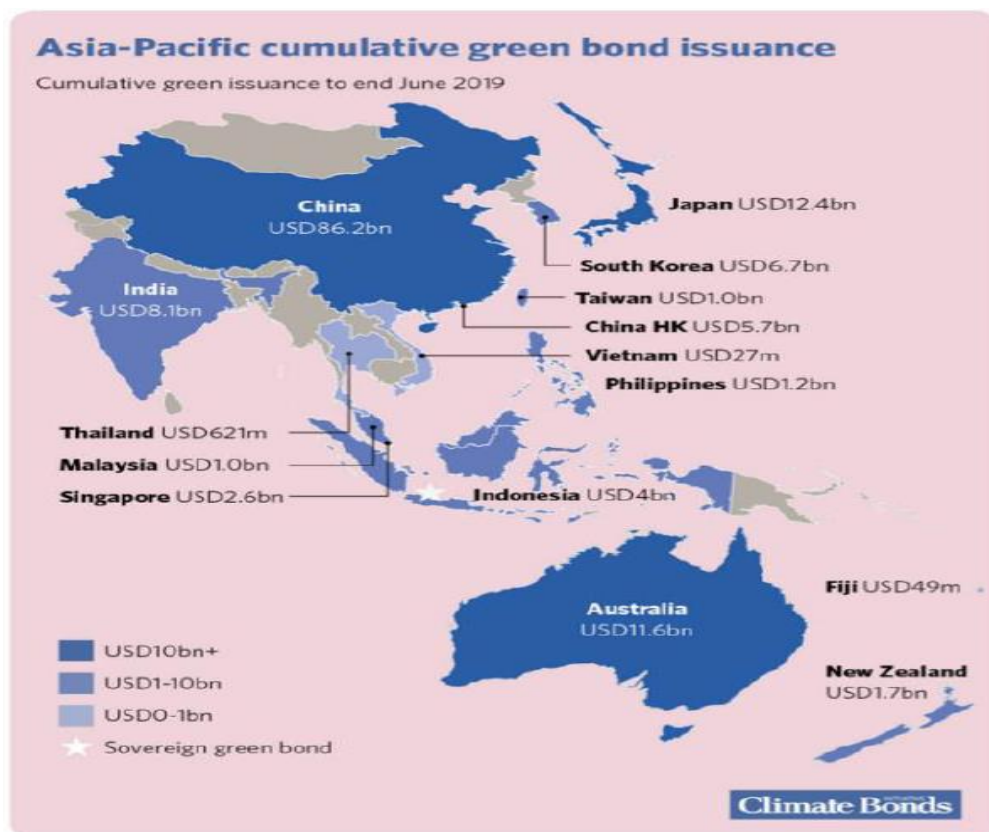 Asia-Pacific cumulative green bond issuance
Cumulative green issuance to end June 2019
China
USD86.2bn
Japan USD12.4bn
South Korea USD6.7bn
India
USD8.1bn
Taiwan USD1.0bn
China HK USD5.7bn
Vietnam USD27m
Philippines USD1.2bn
Thailand USD621m
Malaysia USD1.0bn
Singapore USD2.6bn
Indonesia USD4bn
Fiji USD49m
Australia
USD11.6bn
New Zealand
USD1.7bn
USD10bn+
USD1-10bn
USD0-1bn
Sovereign green bond
INITIATIVE
Climate Bonds